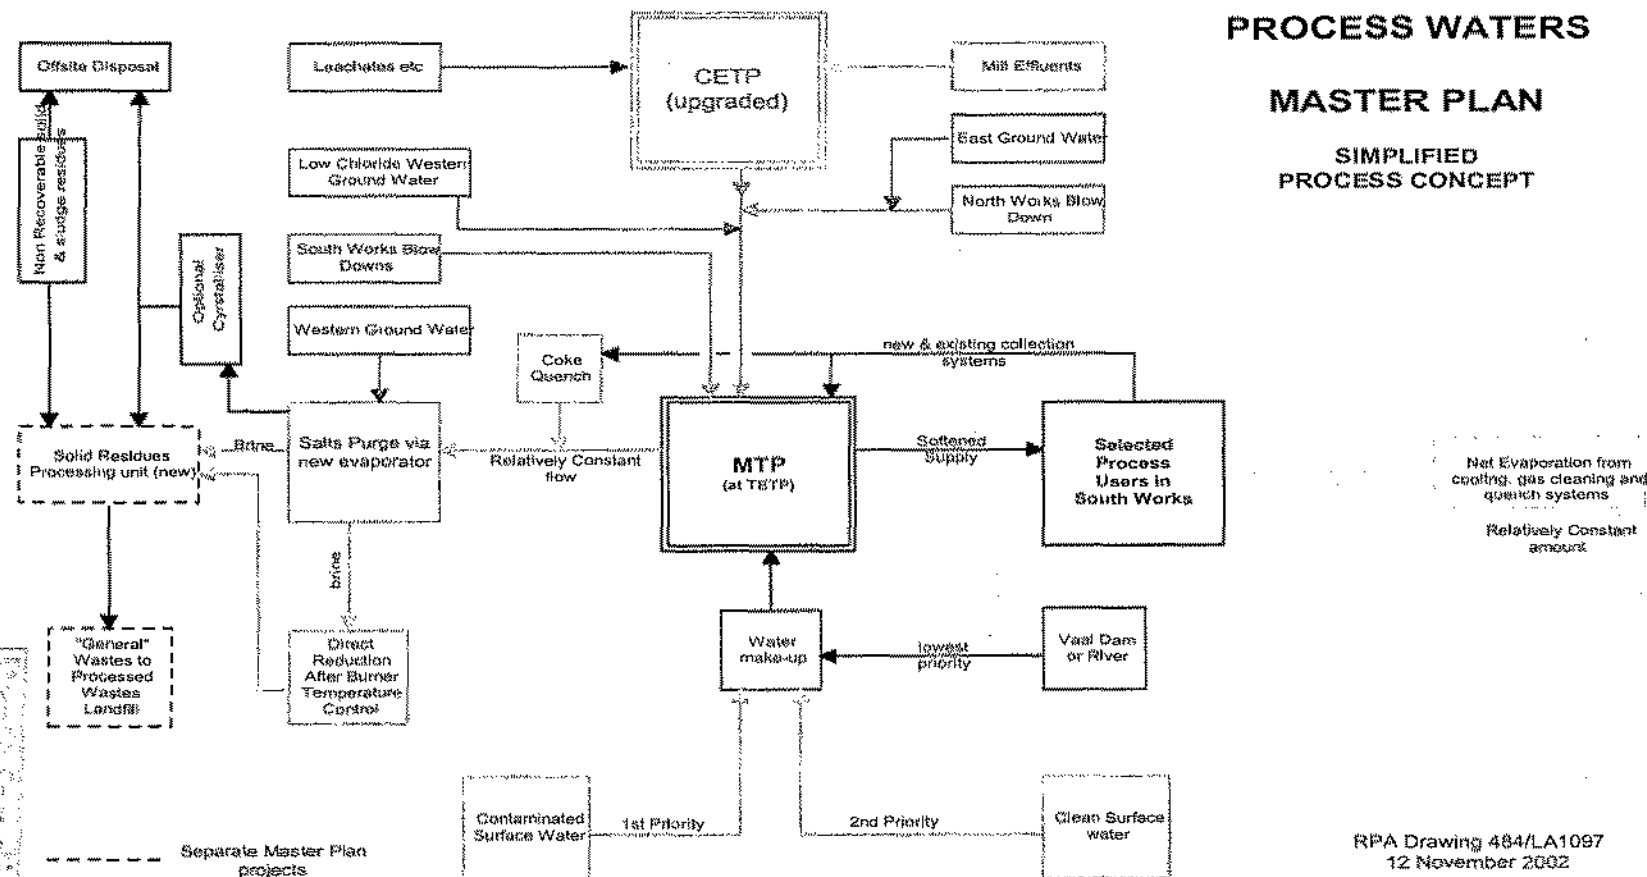 PROCESS WATERS
MASTER PLAN
SIMPLIFIED
PROCESS CONCEPT
Offsite Disposal
Leachates etc
CETP
(upgraded)
Mill Effluents
Non Recoverable solid
& sludge residues
Low Chloride Western
Ground Water
East Ground Water
North Works Blow
Down
South Works Blow
Downs
Optional
Cyrstalliser
Western Ground Water
Coke
Quench
new & existing collection
systems
Solid Residues
Processing unit (new)
Brine
Salts Purge via
new evaporator
Relatively Constant
flow
MTP
(at TETP)
Softened
Supply
Selected
Process
Users in
South Works
Net Evaporation from
cooling, gas cleaning and
quench systems
Relatively Constant
amount
brine
"General"
Wastes to
Processed
Wastes
Landfill
Direct
Reduction
After Burner
Temperature
Control
Water
make-up
lowest
priority
Vaal Dam
or River
Contaminated
Surface Water
1st Priority
2nd Priority
Clean Surface
water
Separate Master Plan
projects
RPA Drawing 484/LA1097
12 November 2002